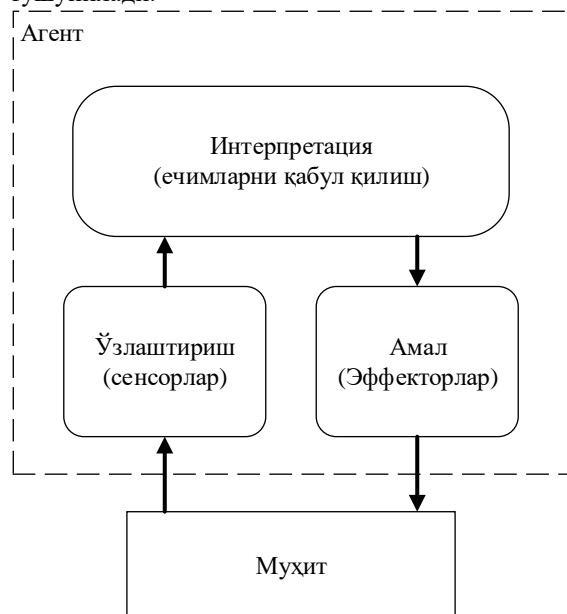 Агент
Интерпретация
(ечимларни қабул қилиш)
Ўзлаштириш
(сенсорлар)
Амал
(Эффекторлар)
Муҳит